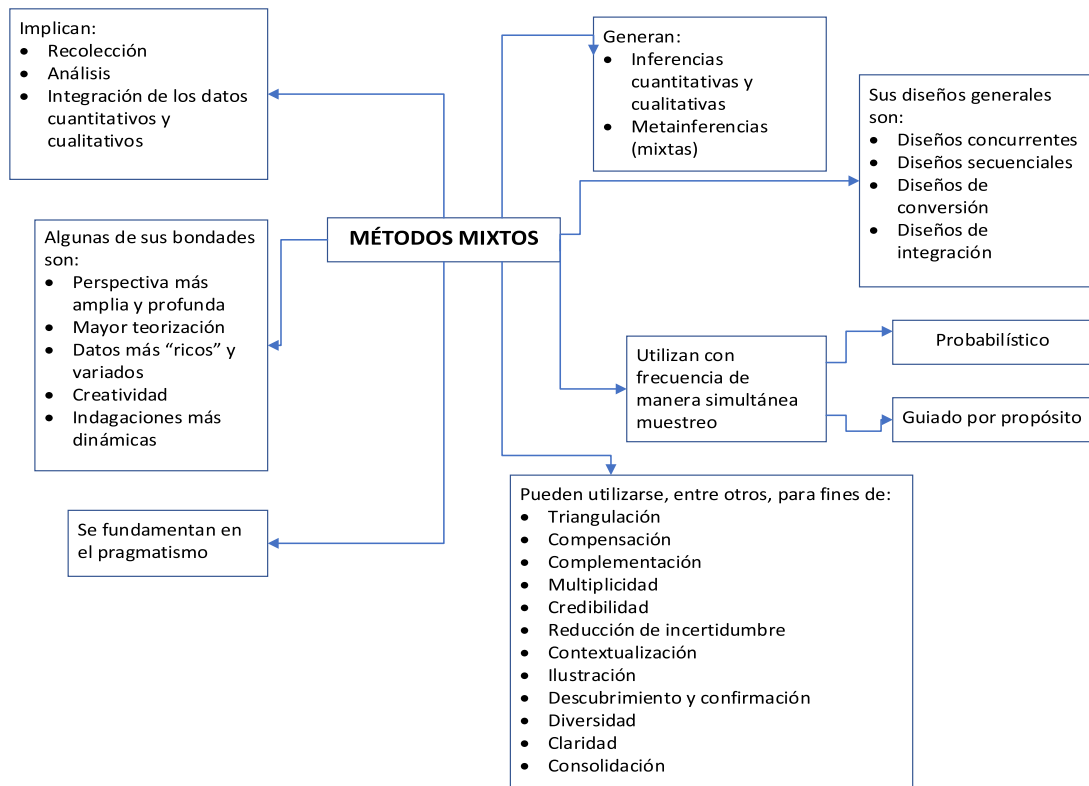 Implican:
• Recolección
• Análisis
• Integración de los datos
cuantitativos y
cualitativos
Generan:
• Inferencias
cuantitativas y
cualitativas
• Metainferencias
(mixtas)
Sus diseños generales
son:
• Diseños concurrentes
• Diseños secuenciales
• Diseños de
conversión
• Diseños de
integración
MÉTODOS MIXTOS
Algunas de sus bondades
son:
• Perspectiva más
amplia y profunda
• Mayor teorización
• Datos más “ricos” y
variados
• Creatividad
• Indagaciones más
dinámicas
Utilizan con
frecuencia de
manera simultánea
muestreo
Probabilístico
Guiado por propósito
Se fundamentan en
el pragmatismo
Pueden utilizarse, entre otros, para fines de:
• Triangulación
• Compensación
• Complementación
• Multiplicidad
• Credibilidad
• Reducción de incertidumbre
• Contextualización
• Ilustración
• Descubrimiento y confirmación
• Diversidad
• Claridad
• Consolidación